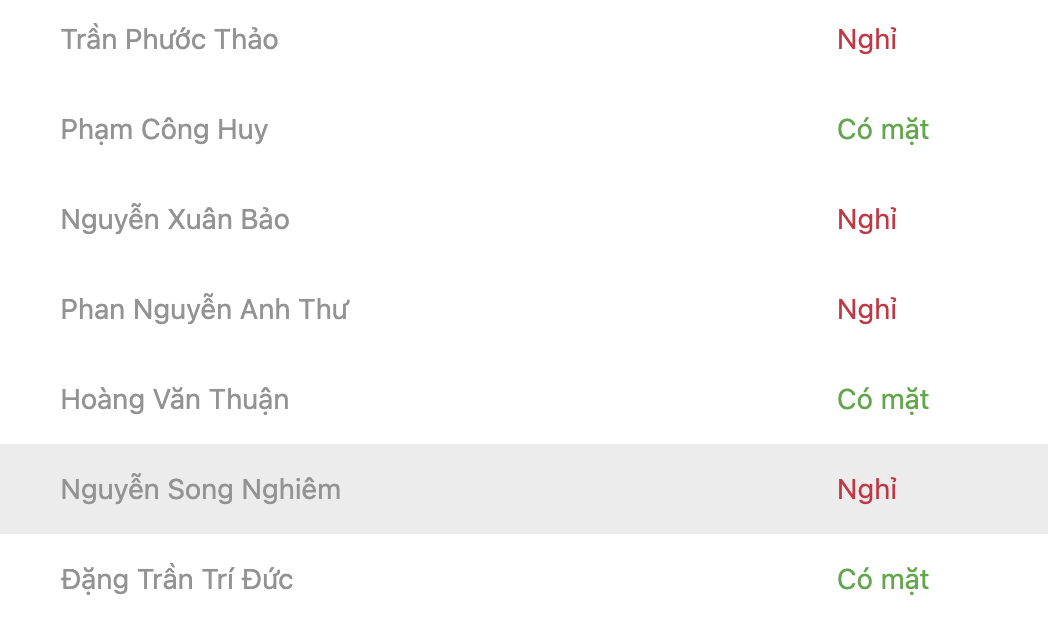 Trần Phước Thảo Nghỉ
Phạm Công Huy Có mặt
Nguyễn Xuân Bảo Nghỉ
Phan Nguyễn Anh Thư Nghỉ
Hoàng Văn Thuận Có mặt
Nguyễn Song Nghiêm Nghỉ
Đặng Trần Trí Đức Có mặt